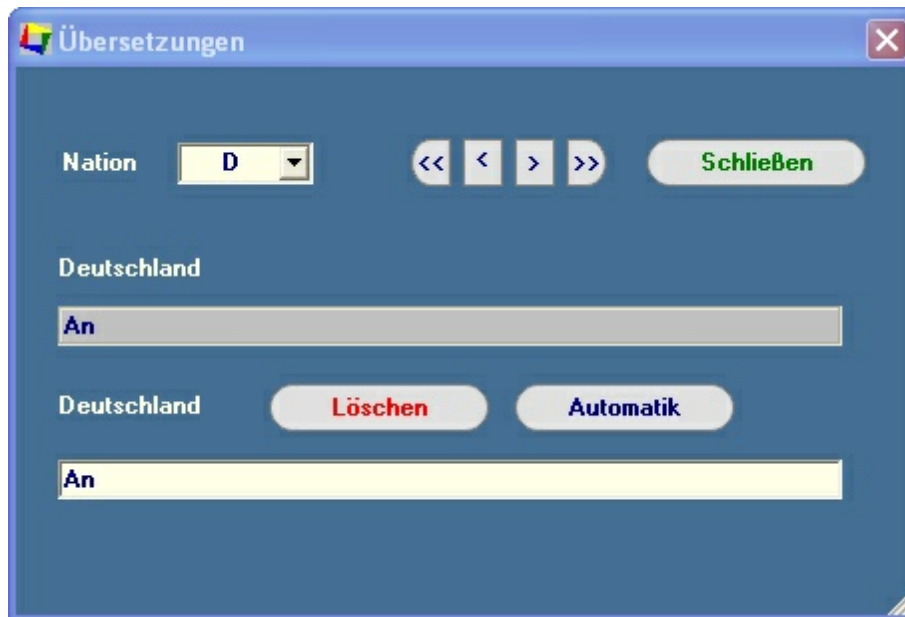 Übersetzungen
Nation D << < > >> Schließen
Deutschland
An
Deutschland Löschen Automatik
An